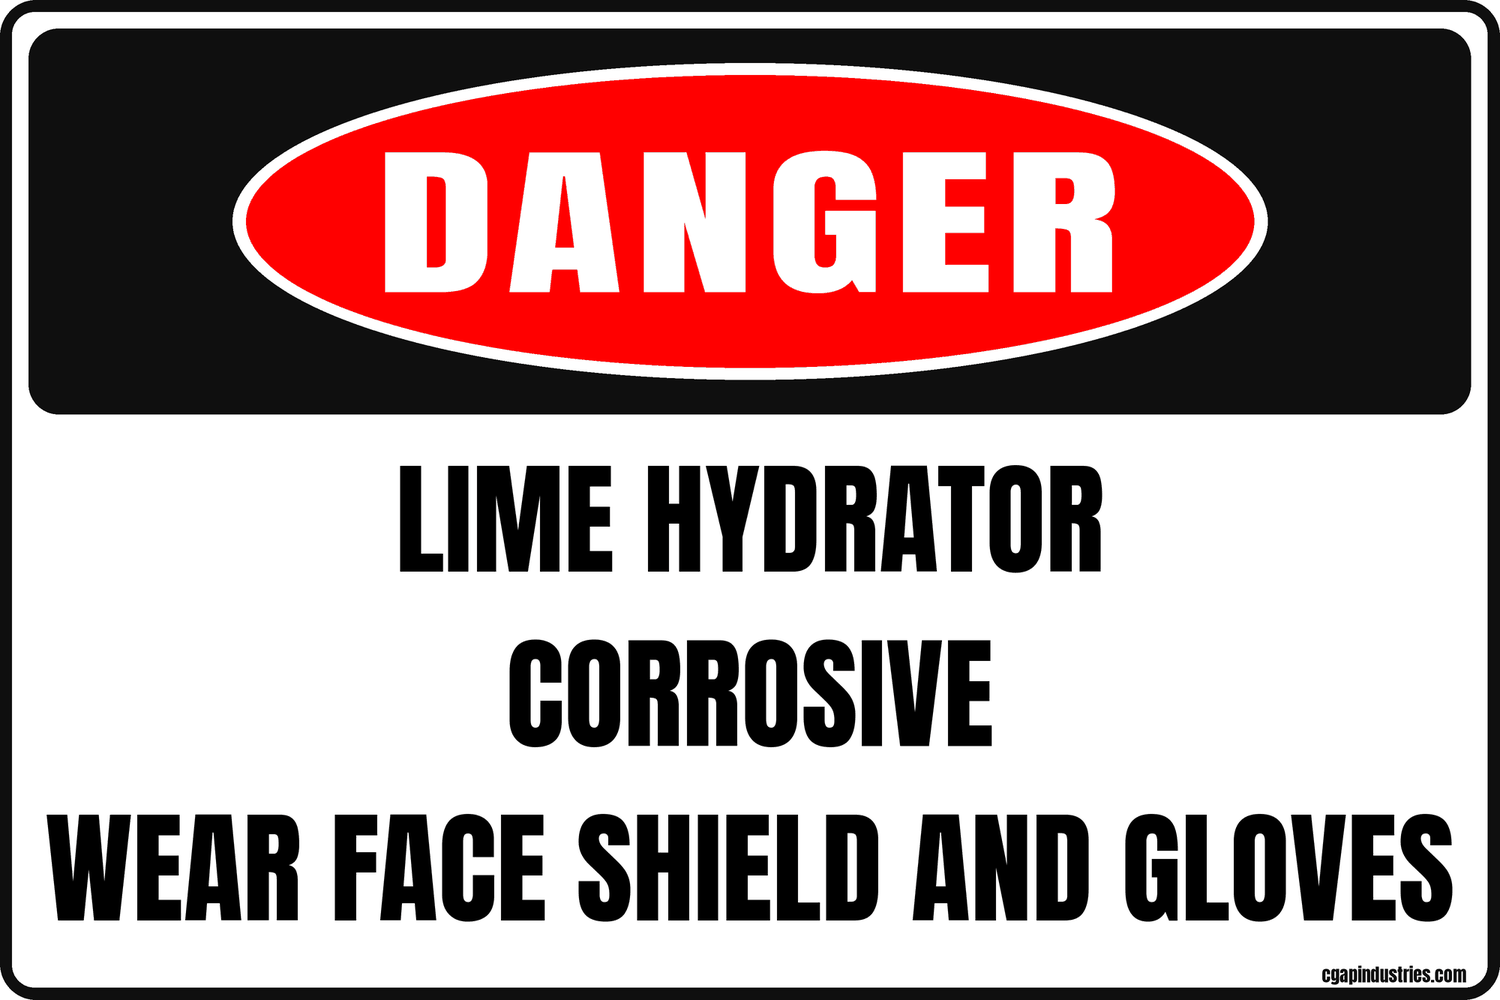 DANGER
LIME HYDRATOR
CORROSIVE
WEAR FACE SHIELD AND GLOVES
cgapindustries.com